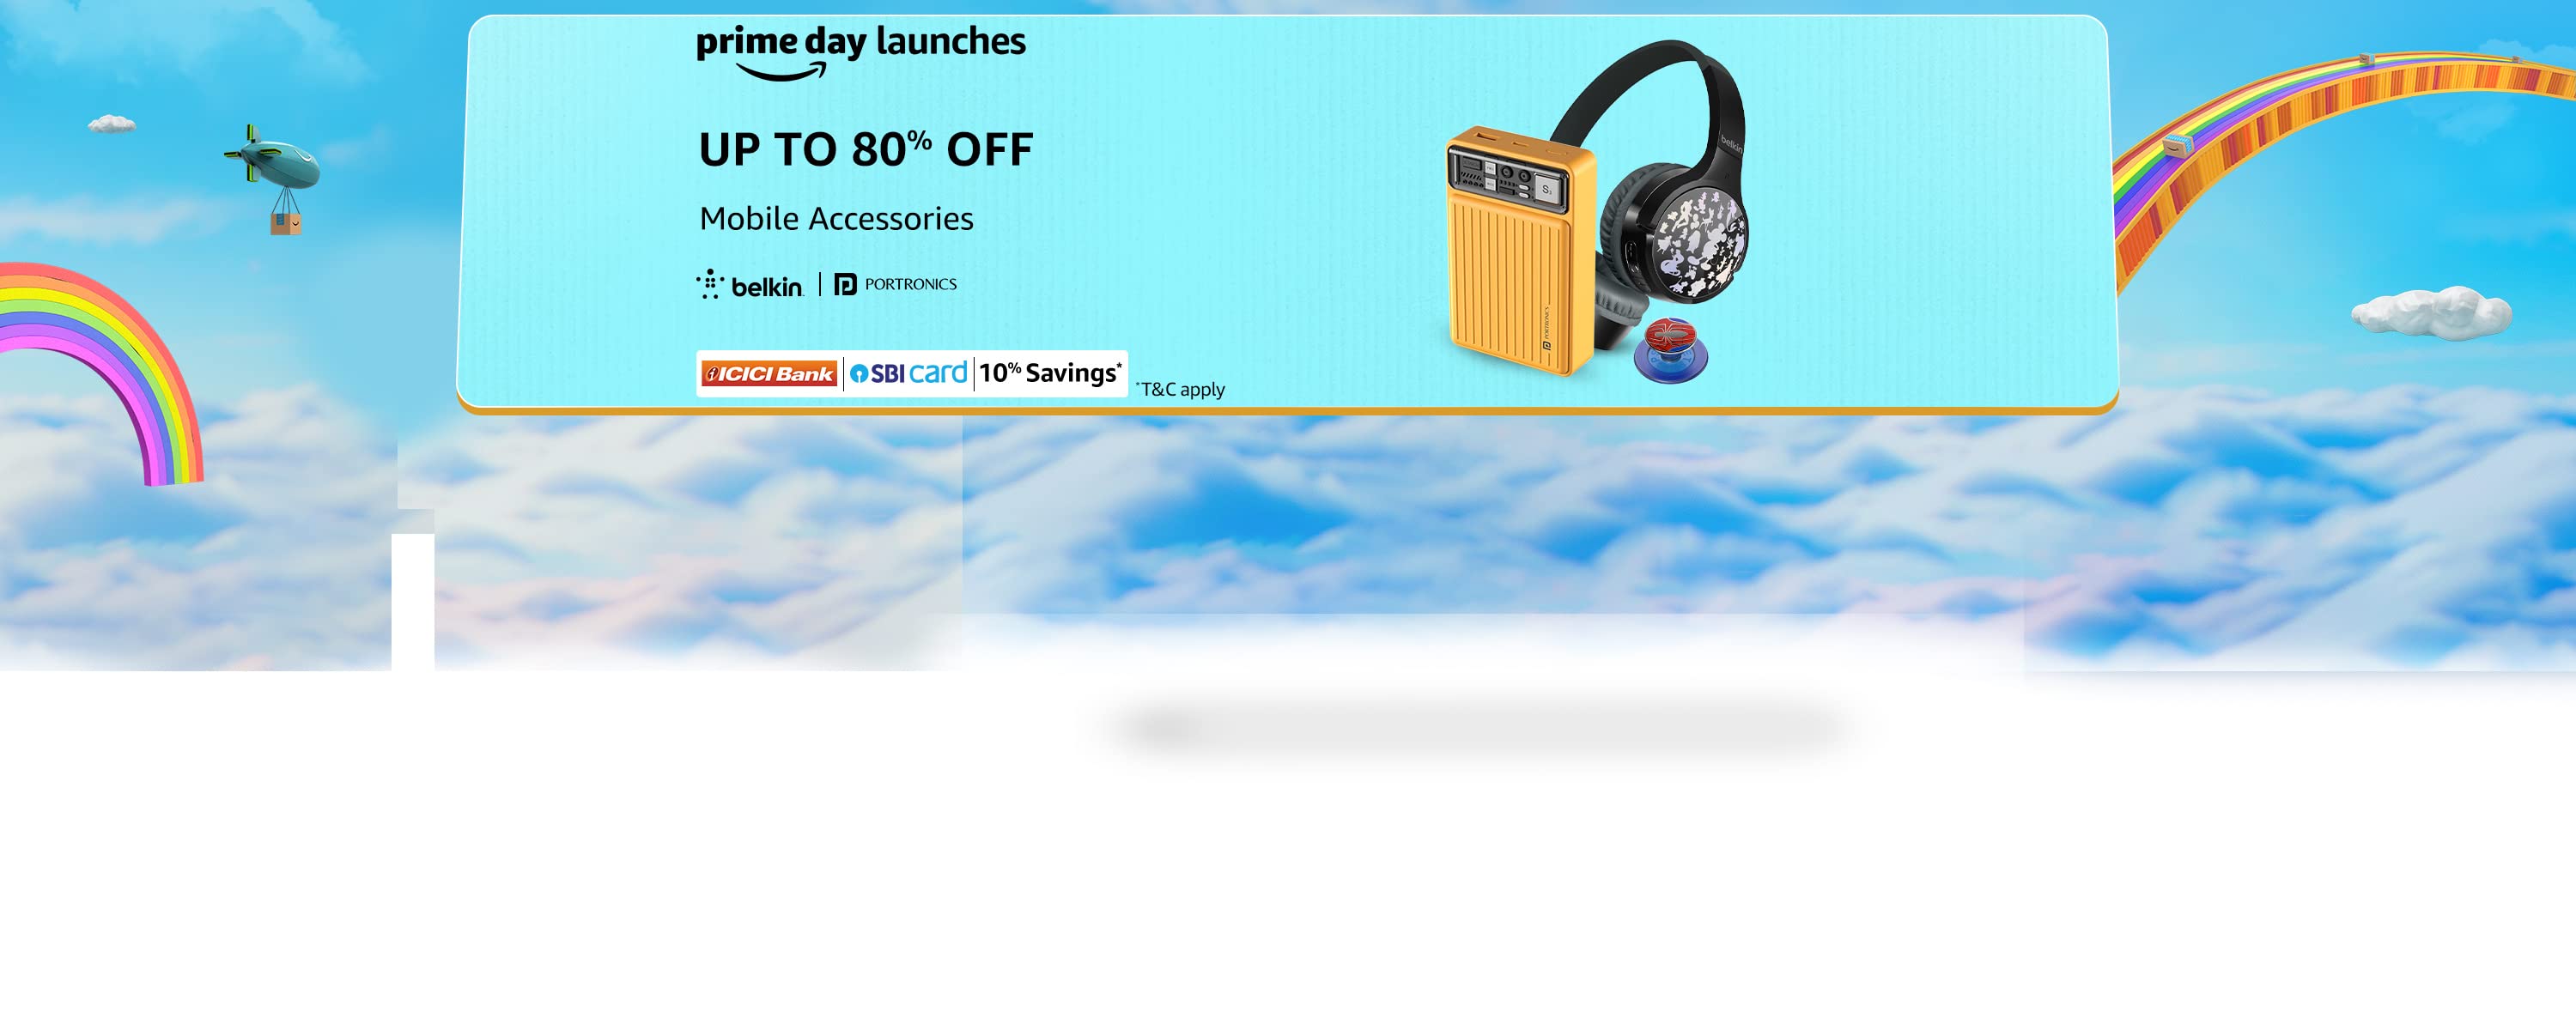 prime day launches
UP TO 80% OFF
Mobile Accessories
belkin | PORTRONICS
ICICI Bank | SBI card | 10% Savings*
*T&C apply
belkin
S
PORTRONICS